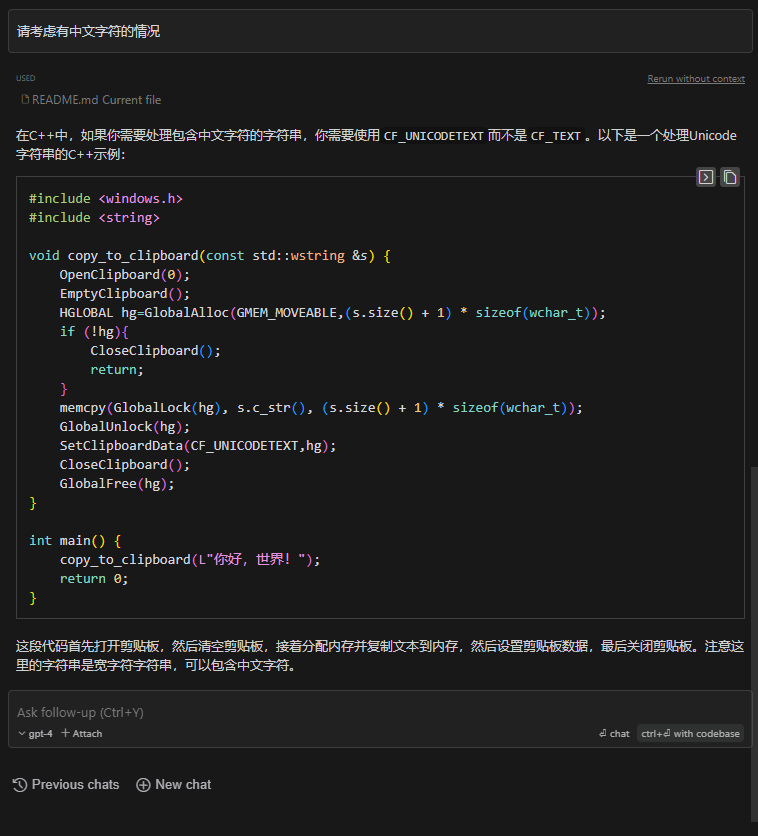 请考虑有中文字符的情况
USED
Rerun without context
README.md Current file
在C++中，如果你需要处理包含中文字符的字符串，你需要使用 CF_UNICODETEXT 而不是 CF_TEXT 。以下是一个处理Unicode
字符串的C++示例：
#include <windows.h>
#include <string>
void copy_to_clipboard(const std::wstring &s) {
    OpenClipboard(0);
    EmptyClipboard();
    HGLOBAL hg=GlobalAlloc(GMEM_MOVEABLE,(s.size() + 1) * sizeof(wchar_t));
    if (!hg){
        CloseClipboard();
        return;
    }
    memcpy(GlobalLock(hg), s.c_str(), (s.size() + 1) * sizeof(wchar_t));
    GlobalUnlock(hg);
    SetClipboardData(CF_UNICODETEXT,hg);
    CloseClipboard();
    GlobalFree(hg);
}
int main() {
    copy_to_clipboard(L"你好，世界！");
    return 0;
}
这段代码首先打开剪贴板，然后清空剪贴板，接着分配内存并复制文本到内存，然后设置剪贴板数据，最后关闭剪贴板。注意这
里的字符串是宽字符字符串，可以包含中文字符。
Ask follow-up (Ctrl+Y)
gpt-4 + Attach
⏎ chat ctrl+⏎ with codebase
Previous chats New chat